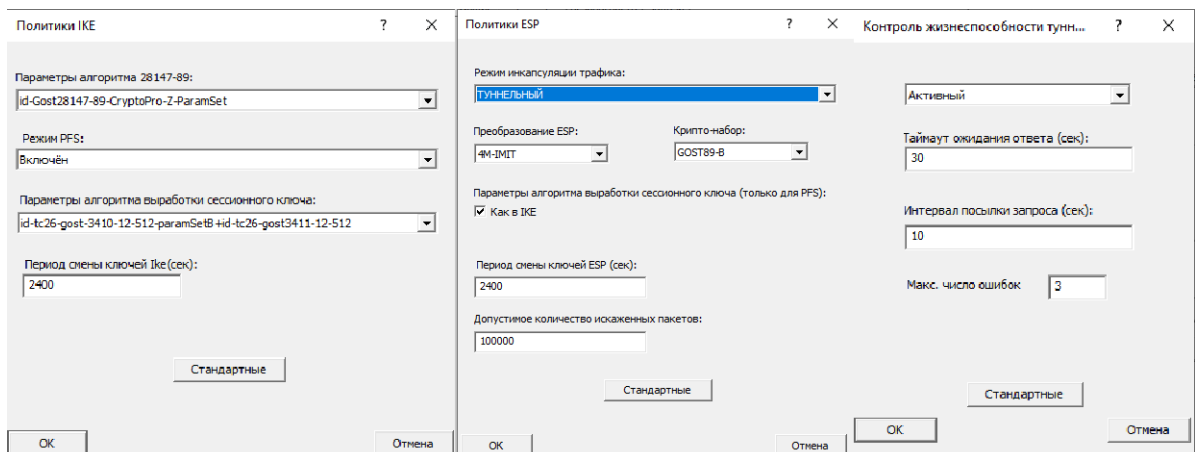 Политики IKE
Параметры алгоритма 28147-89:
id-Gost28147-89-CryptoPro-Z-ParamSet
Режим PFS:
Включён
Параметры алгоритма выработки сессионного ключа:
id-tc26-gost-3410-12-512-paramSetB+id-tc26-gost3411-12-512
Период смены ключей Ike(сек):
2400
Стандартные
OK
Отмена
Политики ESP
Режим инкапсуляции трафика:
ТУННЕЛЬНЫЙ
Преобразование ESP:
Крипто-набор:
4M-IMIT
GOST89-B
Параметры алгоритма выработки сессионного ключа (только для PFS):
Как в IKE
Период смены ключей ESP (сек):
2400
Допустимое количество искаженных пакетов:
100000
Стандартные
OK
Отмена
Контроль жизнеспособности тунн...
Активный
Таймаут ожидания ответа (сек):
30
Интервал посылки запроса (сек):
10
Макс. число ошибок
3
Стандартные
OK
Отмена